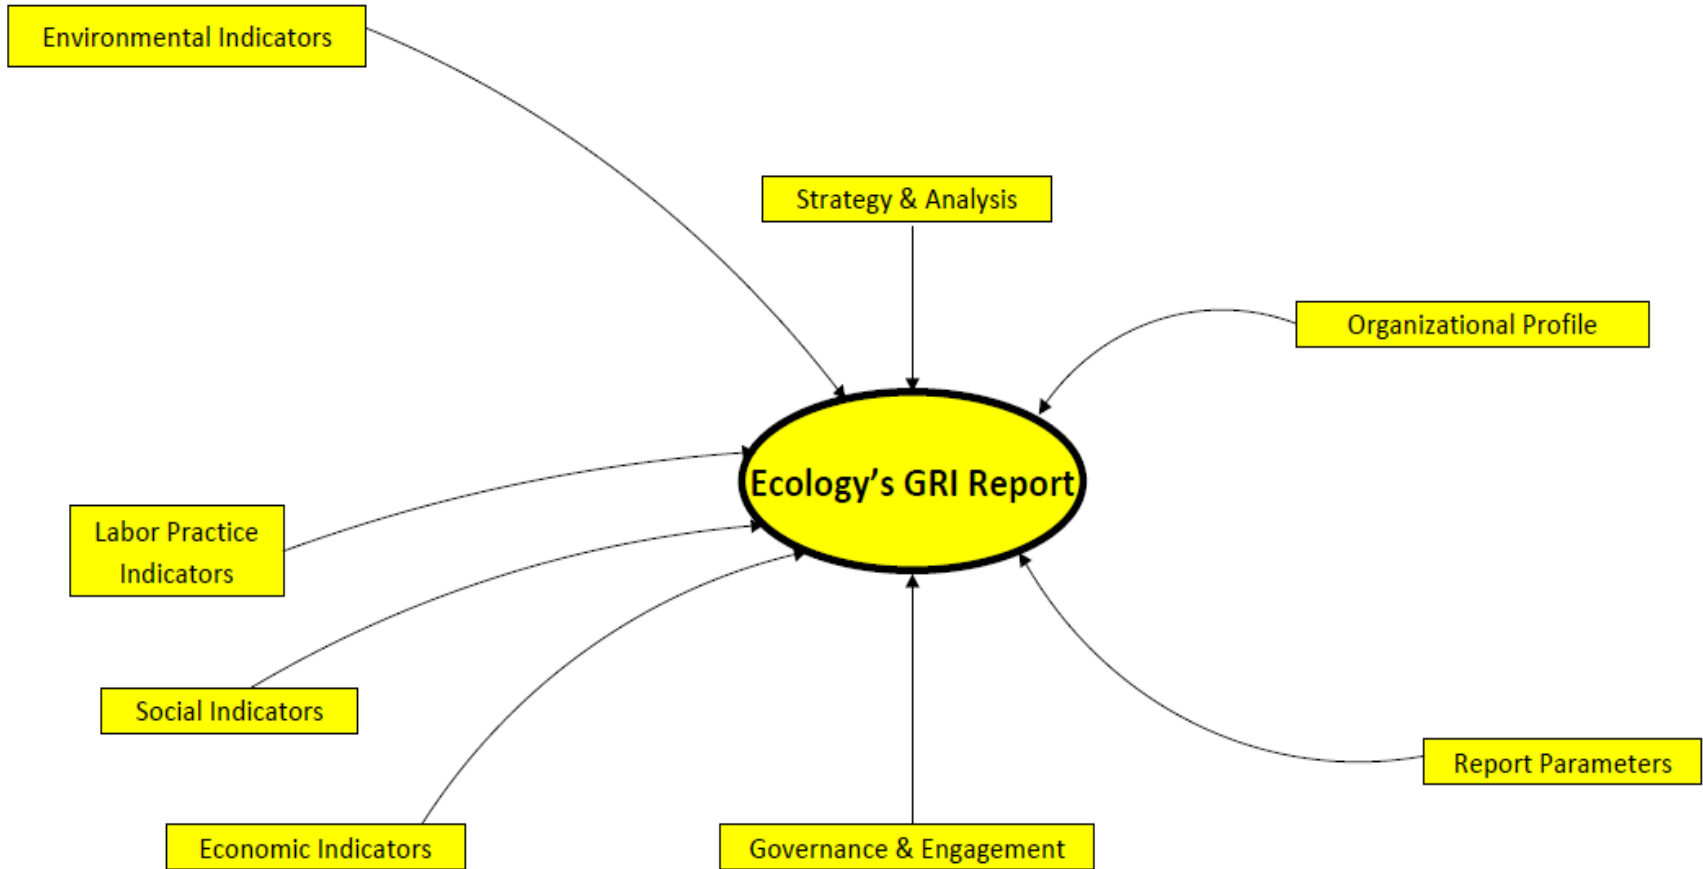 Environmental Indicators
Strategy & Analysis
Organizational Profile
Ecology’s GRI Report
Labor Practice
Indicators
Social Indicators
Report Parameters
Economic Indicators
Governance & Engagement